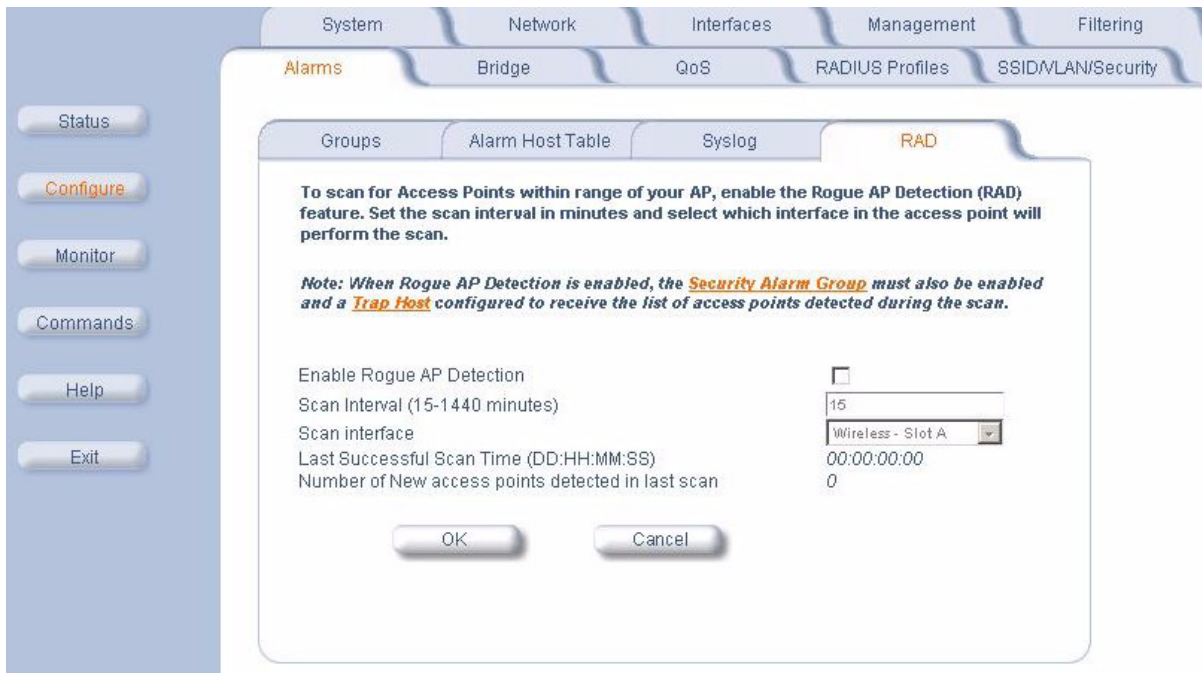 System Network Interfaces Management Filtering
Alarms Bridge QoS RADIUS Profiles SSID/VLAN/Security
Status
Configure
Monitor
Commands
Help
Exit
Groups Alarm Host Table Syslog RAD
To scan for Access Points within range of your AP, enable the Rogue AP Detection (RAD)
feature. Set the scan interval in minutes and select which interface in the access point will
perform the scan.
Note: When Rogue AP Detection is enabled, the Security Alarm Group must also be enabled
and a Trap Host configured to receive the list of access points detected during the scan.
Enable Rogue AP Detection
Scan Interval (15-1440 minutes) 15
Scan interface Wireless - Slot A
Last Successful Scan Time (DD:HH:MM:SS) 00:00:00:00
Number of New access points detected in last scan 0
OK Cancel